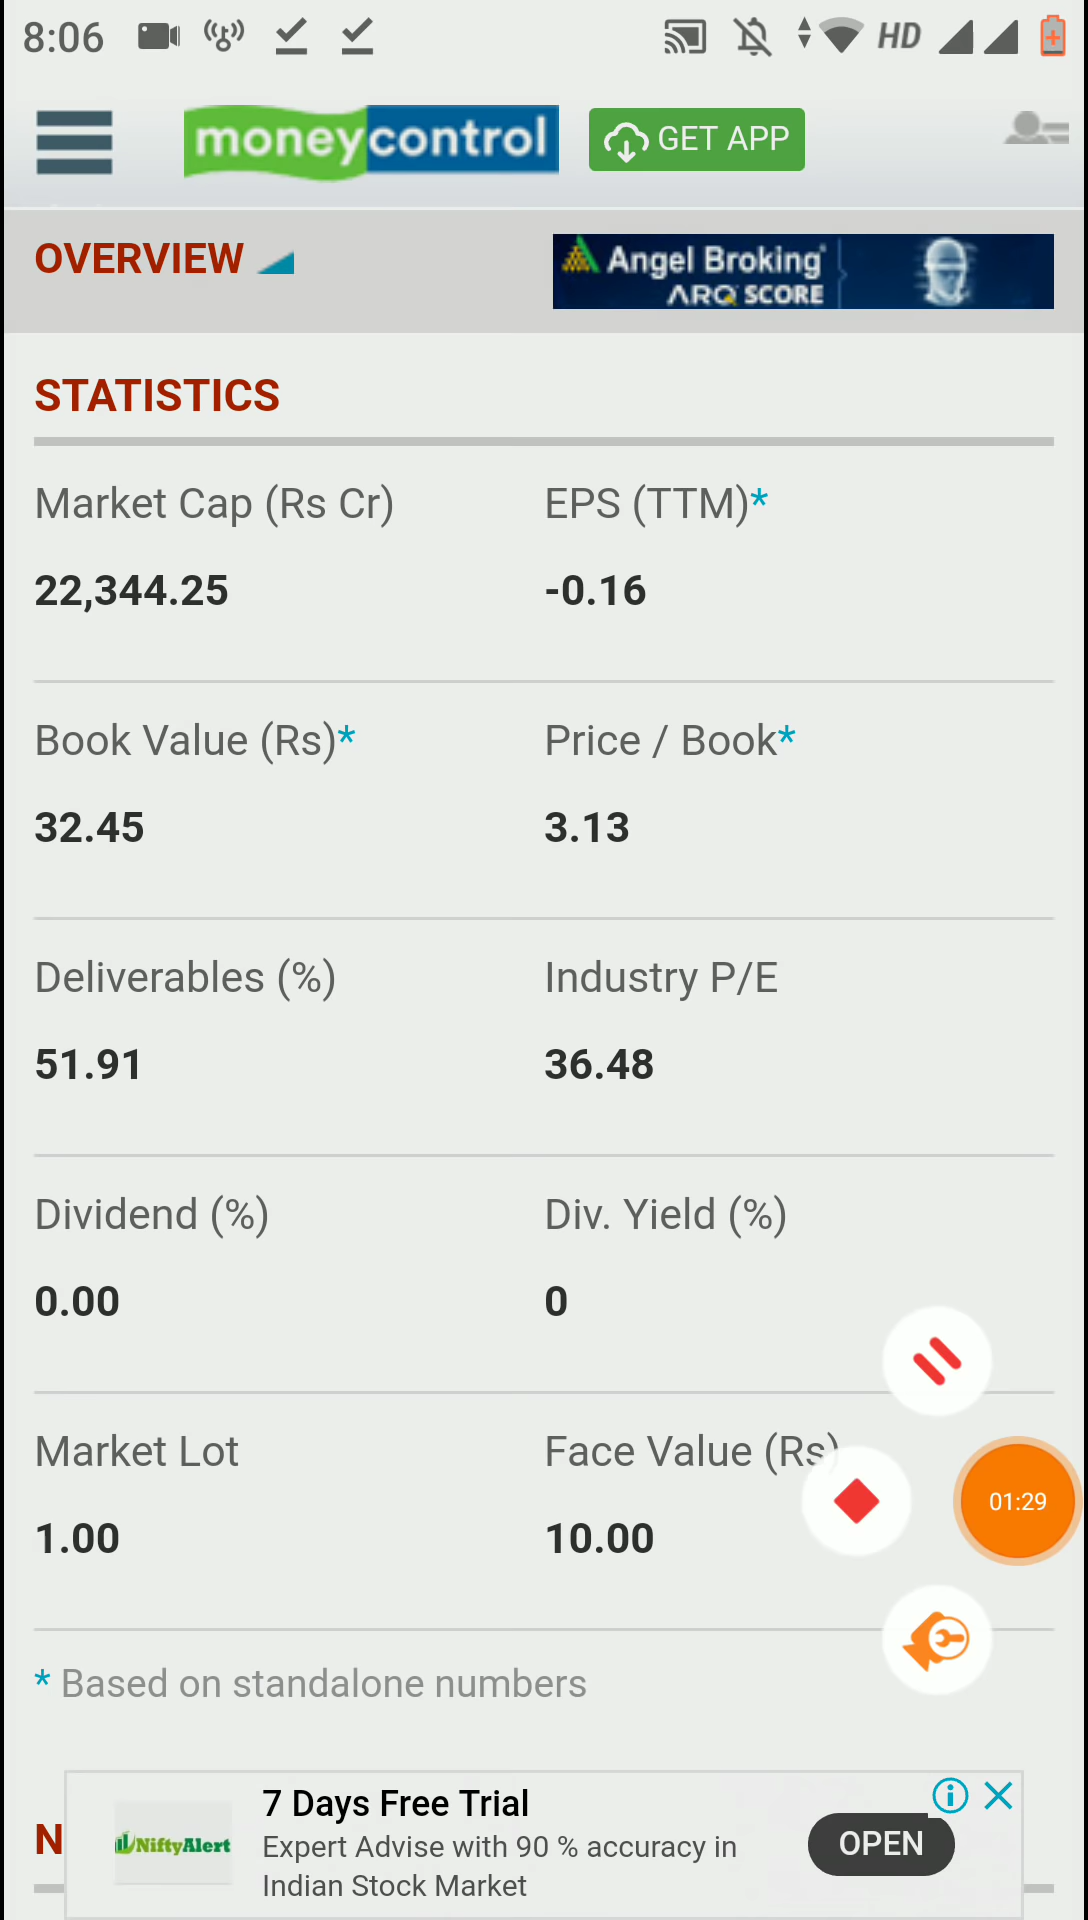 8:06 HD
moneycontrol GET APP
OVERVIEW
Angel Broking
ARQ SCORE
STATISTICS
Market Cap (Rs Cr) EPS (TTM)*
22,344.25 -0.16
Book Value (Rs)* Price / Book*
32.45 3.13
Deliverables (%) Industry P/E
51.91 36.48
Dividend (%) Div. Yield (%)
0.00 0
Market Lot Face Value (Rs)
1.00 10.00
01:29
* Based on standalone numbers
N
7 Days Free Trial
NiftyAlert
Expert Advise with 90 % accuracy in
Indian Stock Market
OPEN